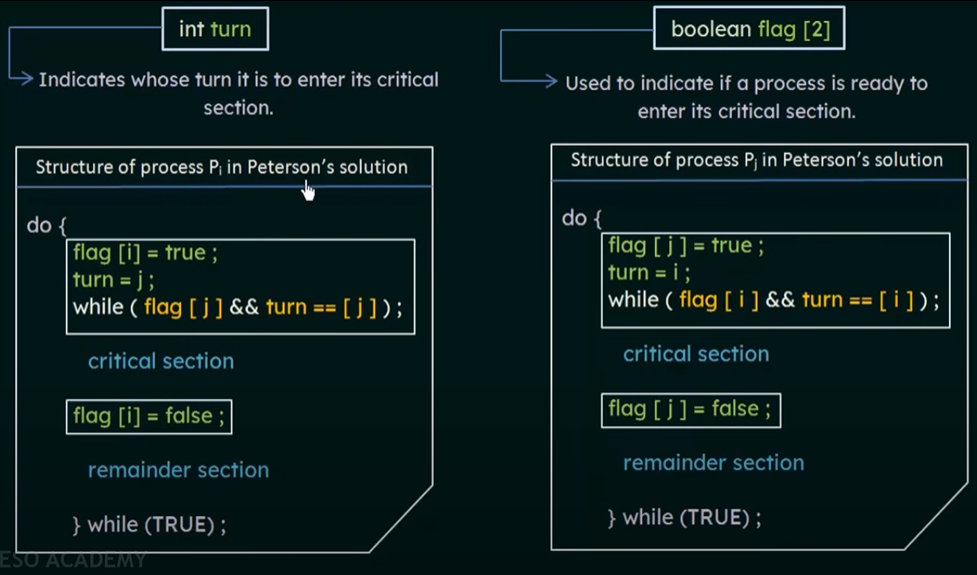 int turn
Indicates whose turn it is to enter its critical
section.
Structure of process Pi in Peterson's solution
do {
flag [i] = true ;
turn = j ;
while ( flag [ j ] && turn == [ j ] ) ;
critical section
flag [i] = false ;
remainder section
} while (TRUE) ;
boolean flag [2]
Used to indicate if a process is ready to
enter its critical section.
Structure of process Pj in Peterson's solution
do {
flag [ j ] = true ;
turn = i ;
while ( flag [ i ] && turn == [ i ] ) ;
critical section
flag [ j ] = false ;
remainder section
} while (TRUE) ;
ESO ACADEMY